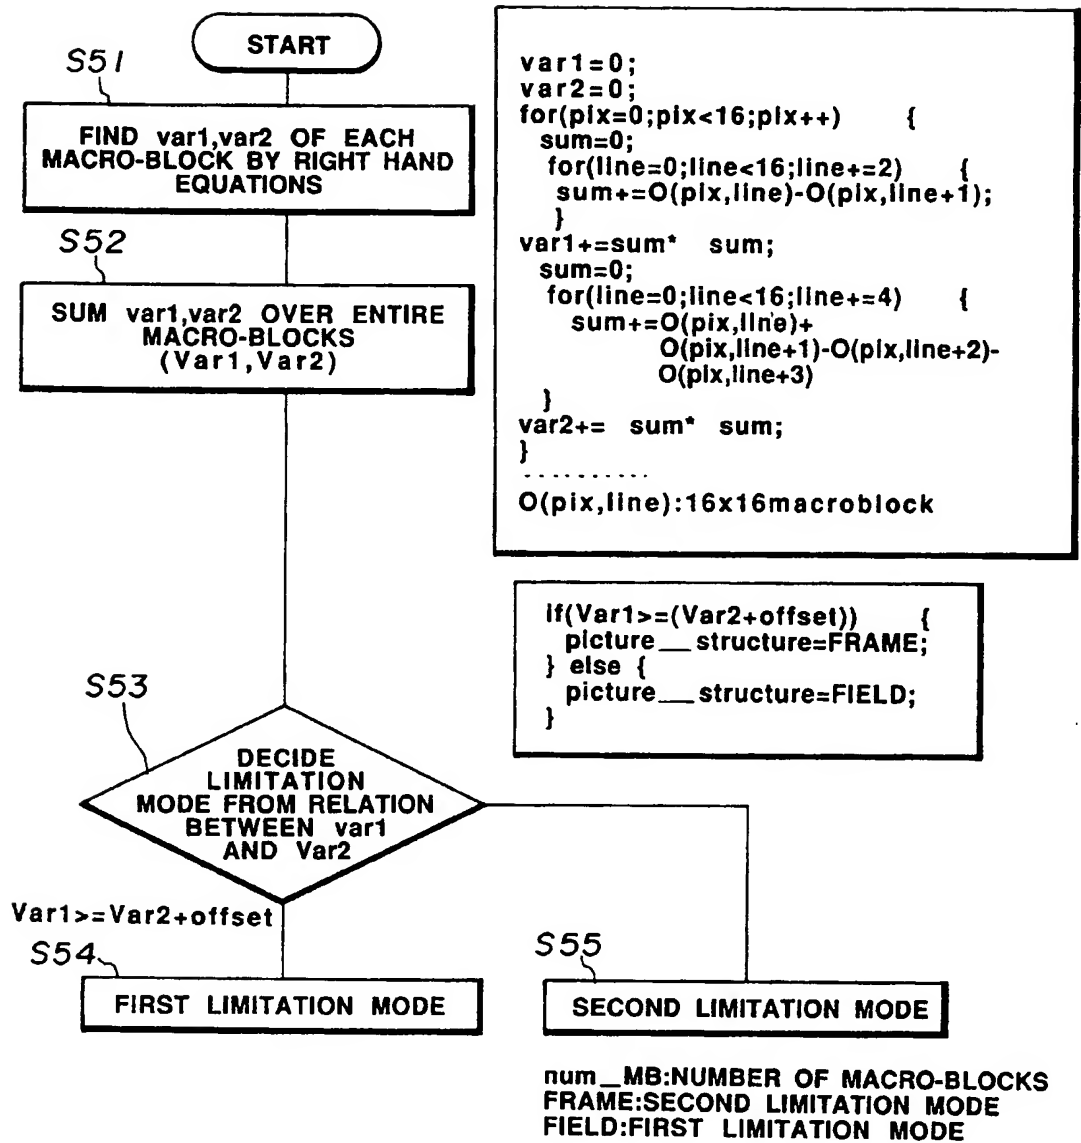 START
S51
FIND var1,var2 OF EACH
MACRO-BLOCK BY RIGHT HAND
EQUATIONS
S52
SUM var1,var2 OVER ENTIRE
MACRO-BLOCKS
(Var1,Var2)
var1=0;
var2=0;
for(pix=0;pix<16;pix++) {
sum=0;
for(line=0;line<16;line+=2) {
sum+=O(pix,line)-O(pix,line+1);
}
var1+=sum* sum;
sum=0;
for(line=0;line<16;line+=4) {
sum+=O(pix,line)+
O(pix,line+1)-O(pix,line+2)-
O(pix,line+3)
}
var2+= sum* sum;
}
..........
O(pix,line):16x16macroblock
if(Var1>=(Var2+offset)) {
picture__structure=FRAME;
} else {
picture__structure=FIELD;
}
S53
DECIDE
LIMITATION
MODE FROM RELATION
BETWEEN var1
AND Var2
Var1>=Var2+offset
S54
FIRST LIMITATION MODE
S55
SECOND LIMITATION MODE
num_MB:NUMBER OF MACRO-BLOCKS
FRAME:SECOND LIMITATION MODE
FIELD:FIRST LIMITATION MODE